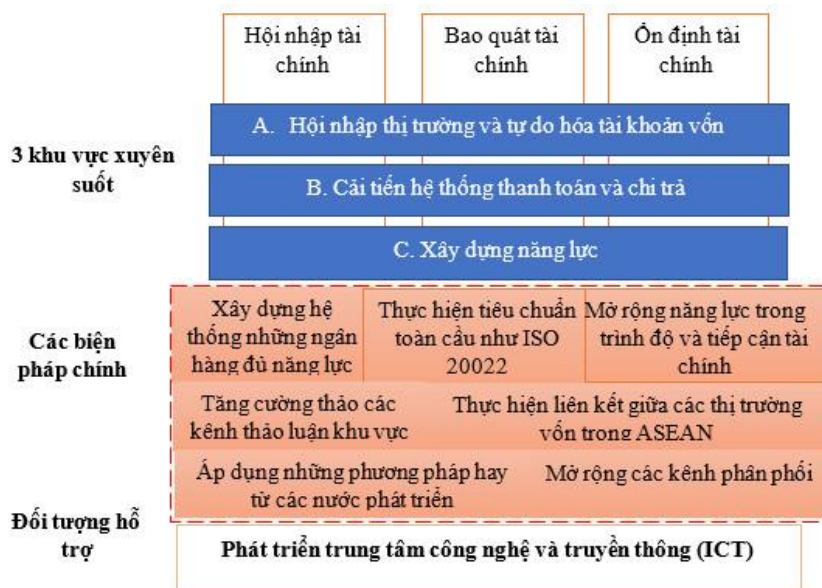 Hội nhập tài
chính
Bao quát tài
chính
Ổn định tài
chính
3 khu vực xuyên
suốt
A. Hội nhập thị trường và tự do hóa tài khoản vốn
B. Cải tiến hệ thống thanh toán và chi trả
C. Xây dựng năng lực
Các biện
pháp chính
Xây dựng hệ
thống những ngân
hàng đủ năng lực
Thực hiện tiêu chuẩn
toàn cầu như ISO
20022
Mở rộng năng lực trong
trình độ và tiếp cận tài
chính
Tăng cường thảo các
kênh thảo luận khu vực
Thực hiện liên kết giữa các thị trường
vốn trong ASEAN
Áp dụng những phương pháp hay
từ các nước phát triển
Mở rộng các kênh phân phối
Đối tượng hỗ
trợ
Phát triển trung tâm công nghệ và truyền thông (ICT)